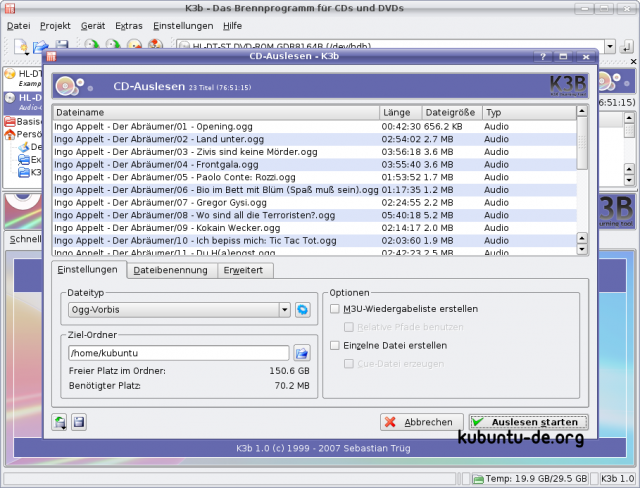 K3b - Das Brennprogramm für CDs und DVDs
Datei Projekt Gerät Extras Einstellungen Hilfe
HL-DT-ST DVD-ROM GDR8164B (/dev/hdb)
CD-Auslesen - K3b
HL-DT
CD-Auslesen 23 Titel (76:51:15)
K3B
HL-D
6:51:15)
Dateiname Länge Dateigröße Typ
Ingo Appelt - Der Abräumer/01 - Opening.ogg 00:42:30 656.2 KB Audio
Ingo Appelt - Der Abräumer/02 - Land unter.ogg 02:54:02 2.7 MB Audio
Ingo Appelt - Der Abräumer/03 - Zivis sind keine Mörder.ogg 03:56:18 3.6 MB Audio
Ingo Appelt - Der Abräumer/04 - Frontgala.ogg 03:55:40 3.6 MB Audio
Ingo Appelt - Der Abräumer/05 - Paolo Conte: Rozzi.ogg 01:53:52 1.7 MB Audio
Ingo Appelt - Der Abräumer/06 - Bio im Bett mit Blüm (Spaß muß sein).ogg 01:17:35 1.2 MB Audio
Ingo Appelt - Der Abräumer/07 - Gregor Gysi.ogg 02:24:55 2.2 MB Audio
Ingo Appelt - Der Abräumer/08 - Wo sind all die Terroristen?.ogg 05:40:18 5.2 MB Audio
Ingo Appelt - Der Abräumer/09 - Kokain Wecker.ogg 02:14:17 2.0 MB Audio
Ingo Appelt - Der Abräumer/10 - Ich bepiss mich: Tic Tac Tot.ogg 02:03:60 1.9 MB Audio
Ingo Appelt - Der Abräumer/11 - Du H(a)engst.ogg 02:42:23 2.5 MB Audio
Basise
Persö
De
Ex
K3
Schnell
Einstellungen Dateibenennung Erweitert
Dateityp
Ogg-Vorbis
Ziel-Ordner
/home/kubuntu
Freier Platz im Ordner: 150.6 GB
Benötigter Platz: 70.2 MB
Optionen
M3U-Wiedergabeliste erstellen
Relative Pfade benutzen
Einzelne Datei erstellen
Cue-Datei erzeugen
Abbrechen Auslesen starten
kubuntu-de.org
K3b 1.0 (c) 1999 - 2007 Sebastian Trüg
Temp: 19.9 GB/29.5 GB K3b 1.0